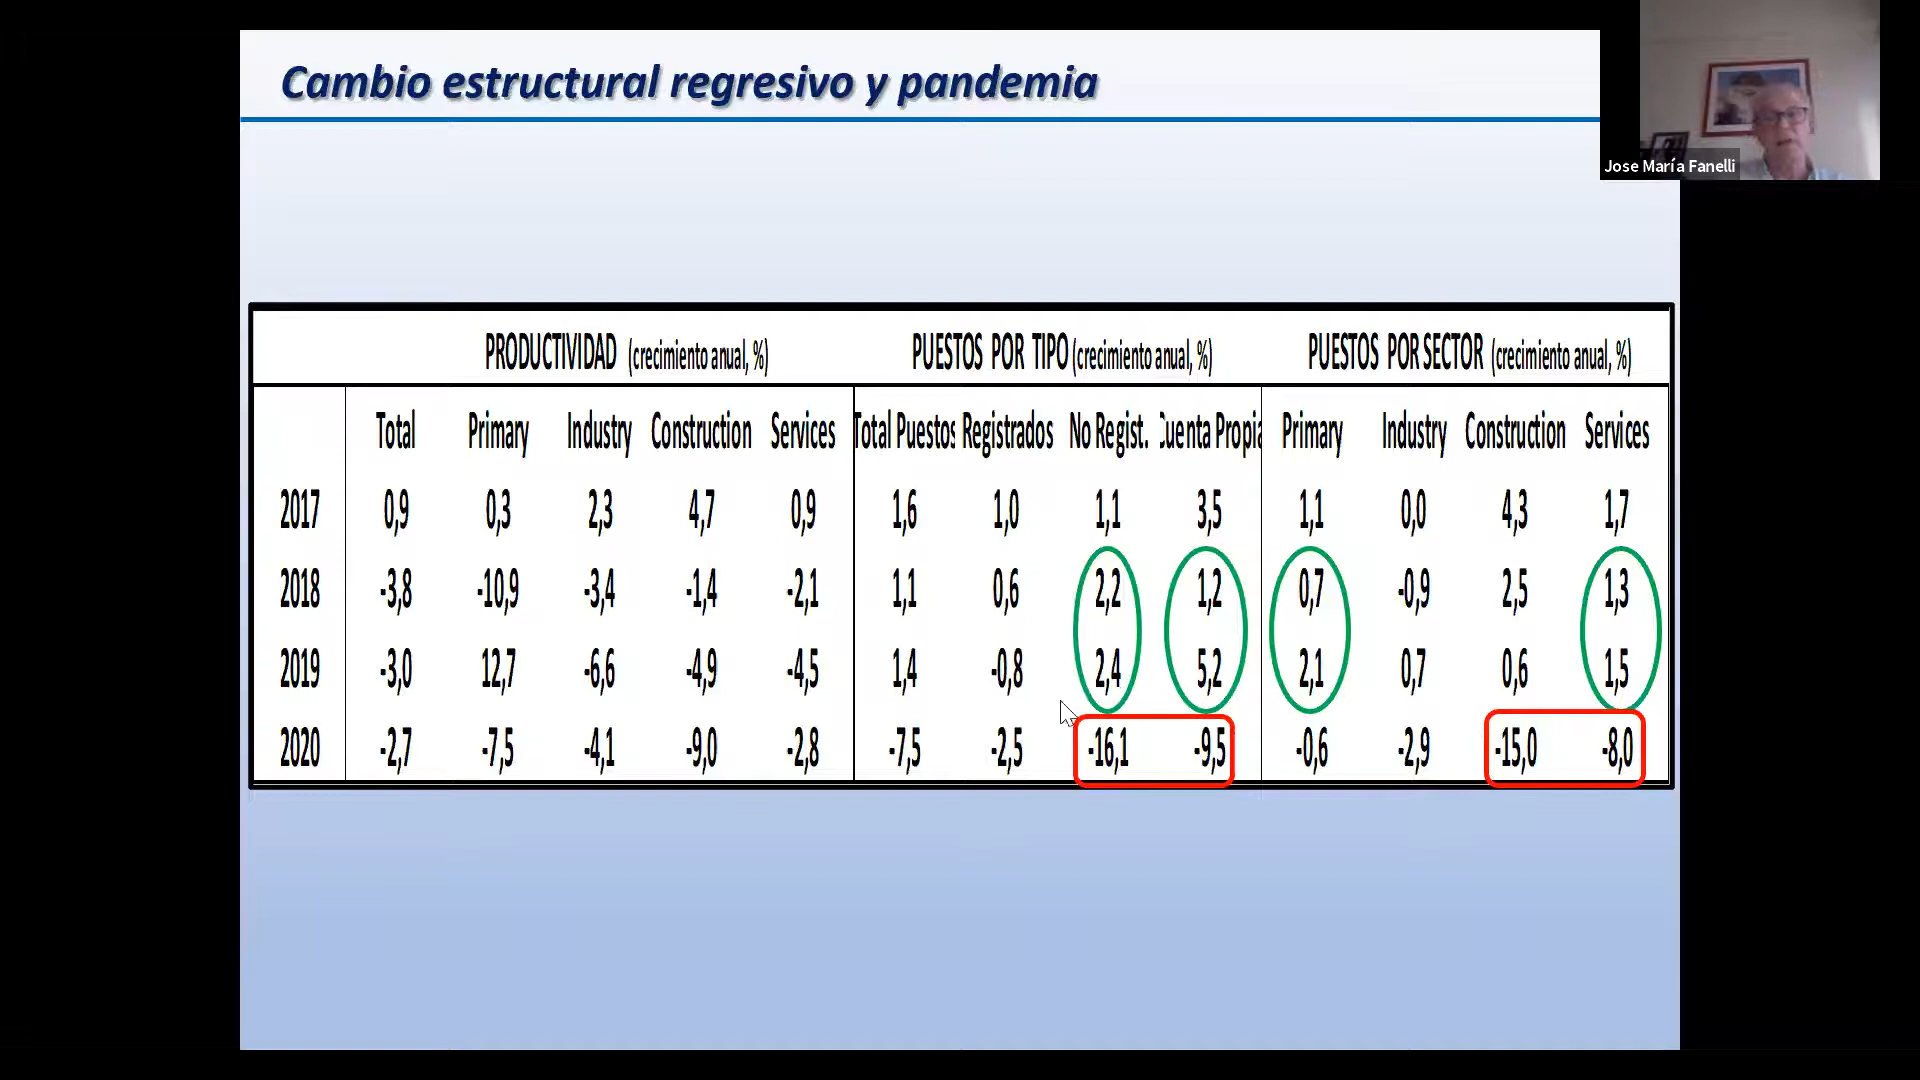 Cambio estructural regresivo y pandemia
Jose María Fanelli
PRODUCTIVIDAD (crecimiento anual, %) PUESTOS POR TIPO (crecimiento anual, %) PUESTOS POR SECTOR (crecimiento anual, %)
Total Primary Industry Construction Services Total Puestos Registrados No Regist. Cuenta Propia Primary Industry Construction Services
2017 0,9 0,3 2,3 4,7 0,9 1,6 1,0 1,1 3,5 1,1 0,0 4,3 1,7
2018 -3,8 -10,9 -3,4 -1,4 -2,1 1,1 0,6 2,2 1,2 0,7 -0,9 2,5 1,3
2019 -3,0 12,7 -6,6 -4,9 -4,5 1,4 -0,8 2,4 5,2 2,1 0,7 0,6 1,5
2020 -2,7 -7,5 -4,1 -9,0 -2,8 -7,5 -2,5 -16,1 -9,5 -0,6 -2,9 -15,0 -8,0